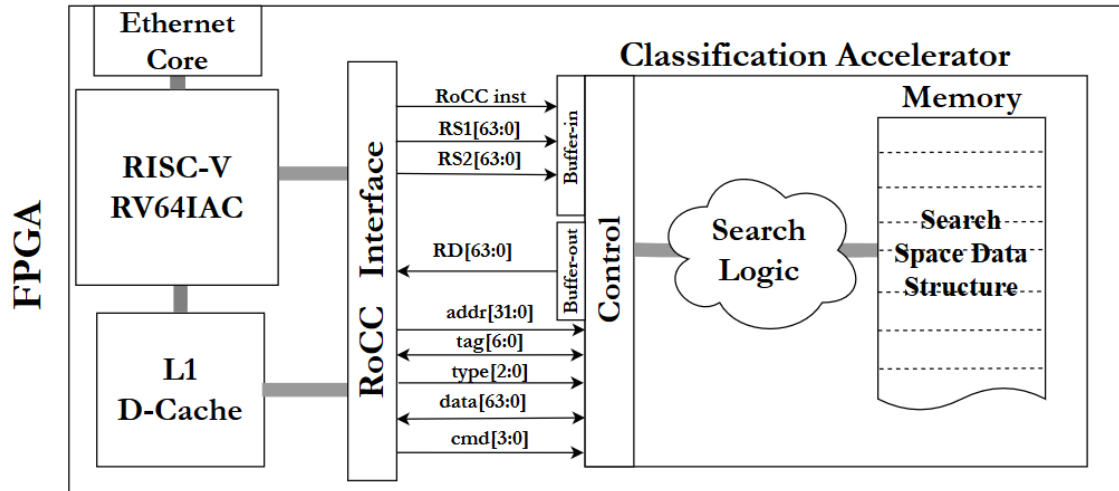 FPGA
Ethernet
Core
RISC-V
RV64IAC
L1
D-Cache
RoCC Interface
RoCC inst
RS1[63:0]
RS2[63:0]
RD[63:0]
addr[31:0]
tag[6:0]
type[2:0]
data[63:0]
cmd[3:0]
Classification Accelerator
Buffer-in
Buffer-out
Control
Search
Logic
Memory
Search
Space Data
Structure